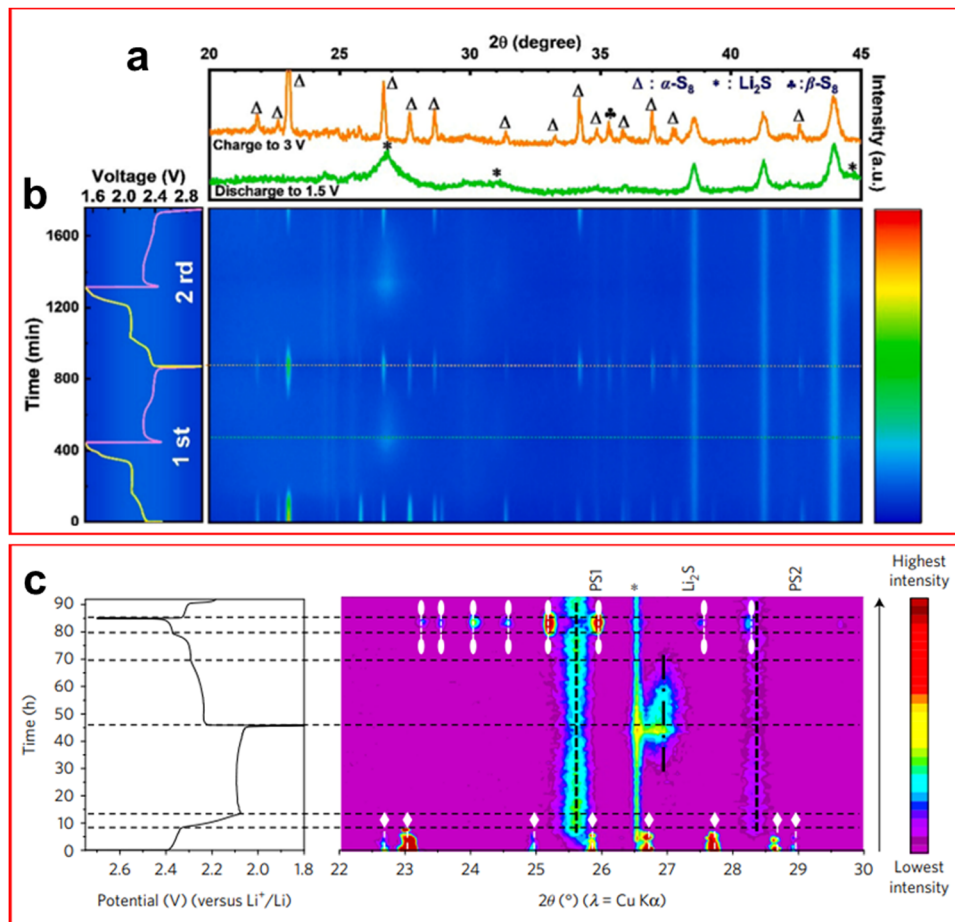 a
2θ (degree)
20 25 30 35 40 45
Δ : α-S₈ * : Li₂S ♣:β-S₈
Δ Δ Δ Δ Δ Δ Δ Δ Δ Δ ♣ Δ Δ Δ Δ
Charge to 3 V
* * *
Discharge to 1.5 V
Intensity (a.u.)
b
Voltage (V)
1.6 2.0 2.4 2.8
Time (min)
1600
1200
800
400
0
2 rd
1 st
c
PS1 * Li₂S PS2
Highest
intensity
Time (h)
90
80
70
60
50
40
30
20
10
0
2.6 2.4 2.2 2.0 1.8
Potential (V) (versus Li⁺/Li)
22 23 24 25 26 27 28 29 30
2θ (°) (λ = Cu Kα)
Lowest
intensity